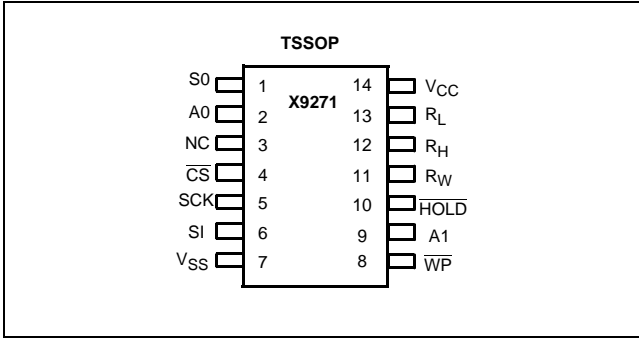 TSSOP
X9271
S0 1 14 VCC
A0 2 13 RL
NC 3 12 RH
CS 4 11 RW
SCK 5 10 HOLD
SI 6 9 A1
VSS 7 8 WP